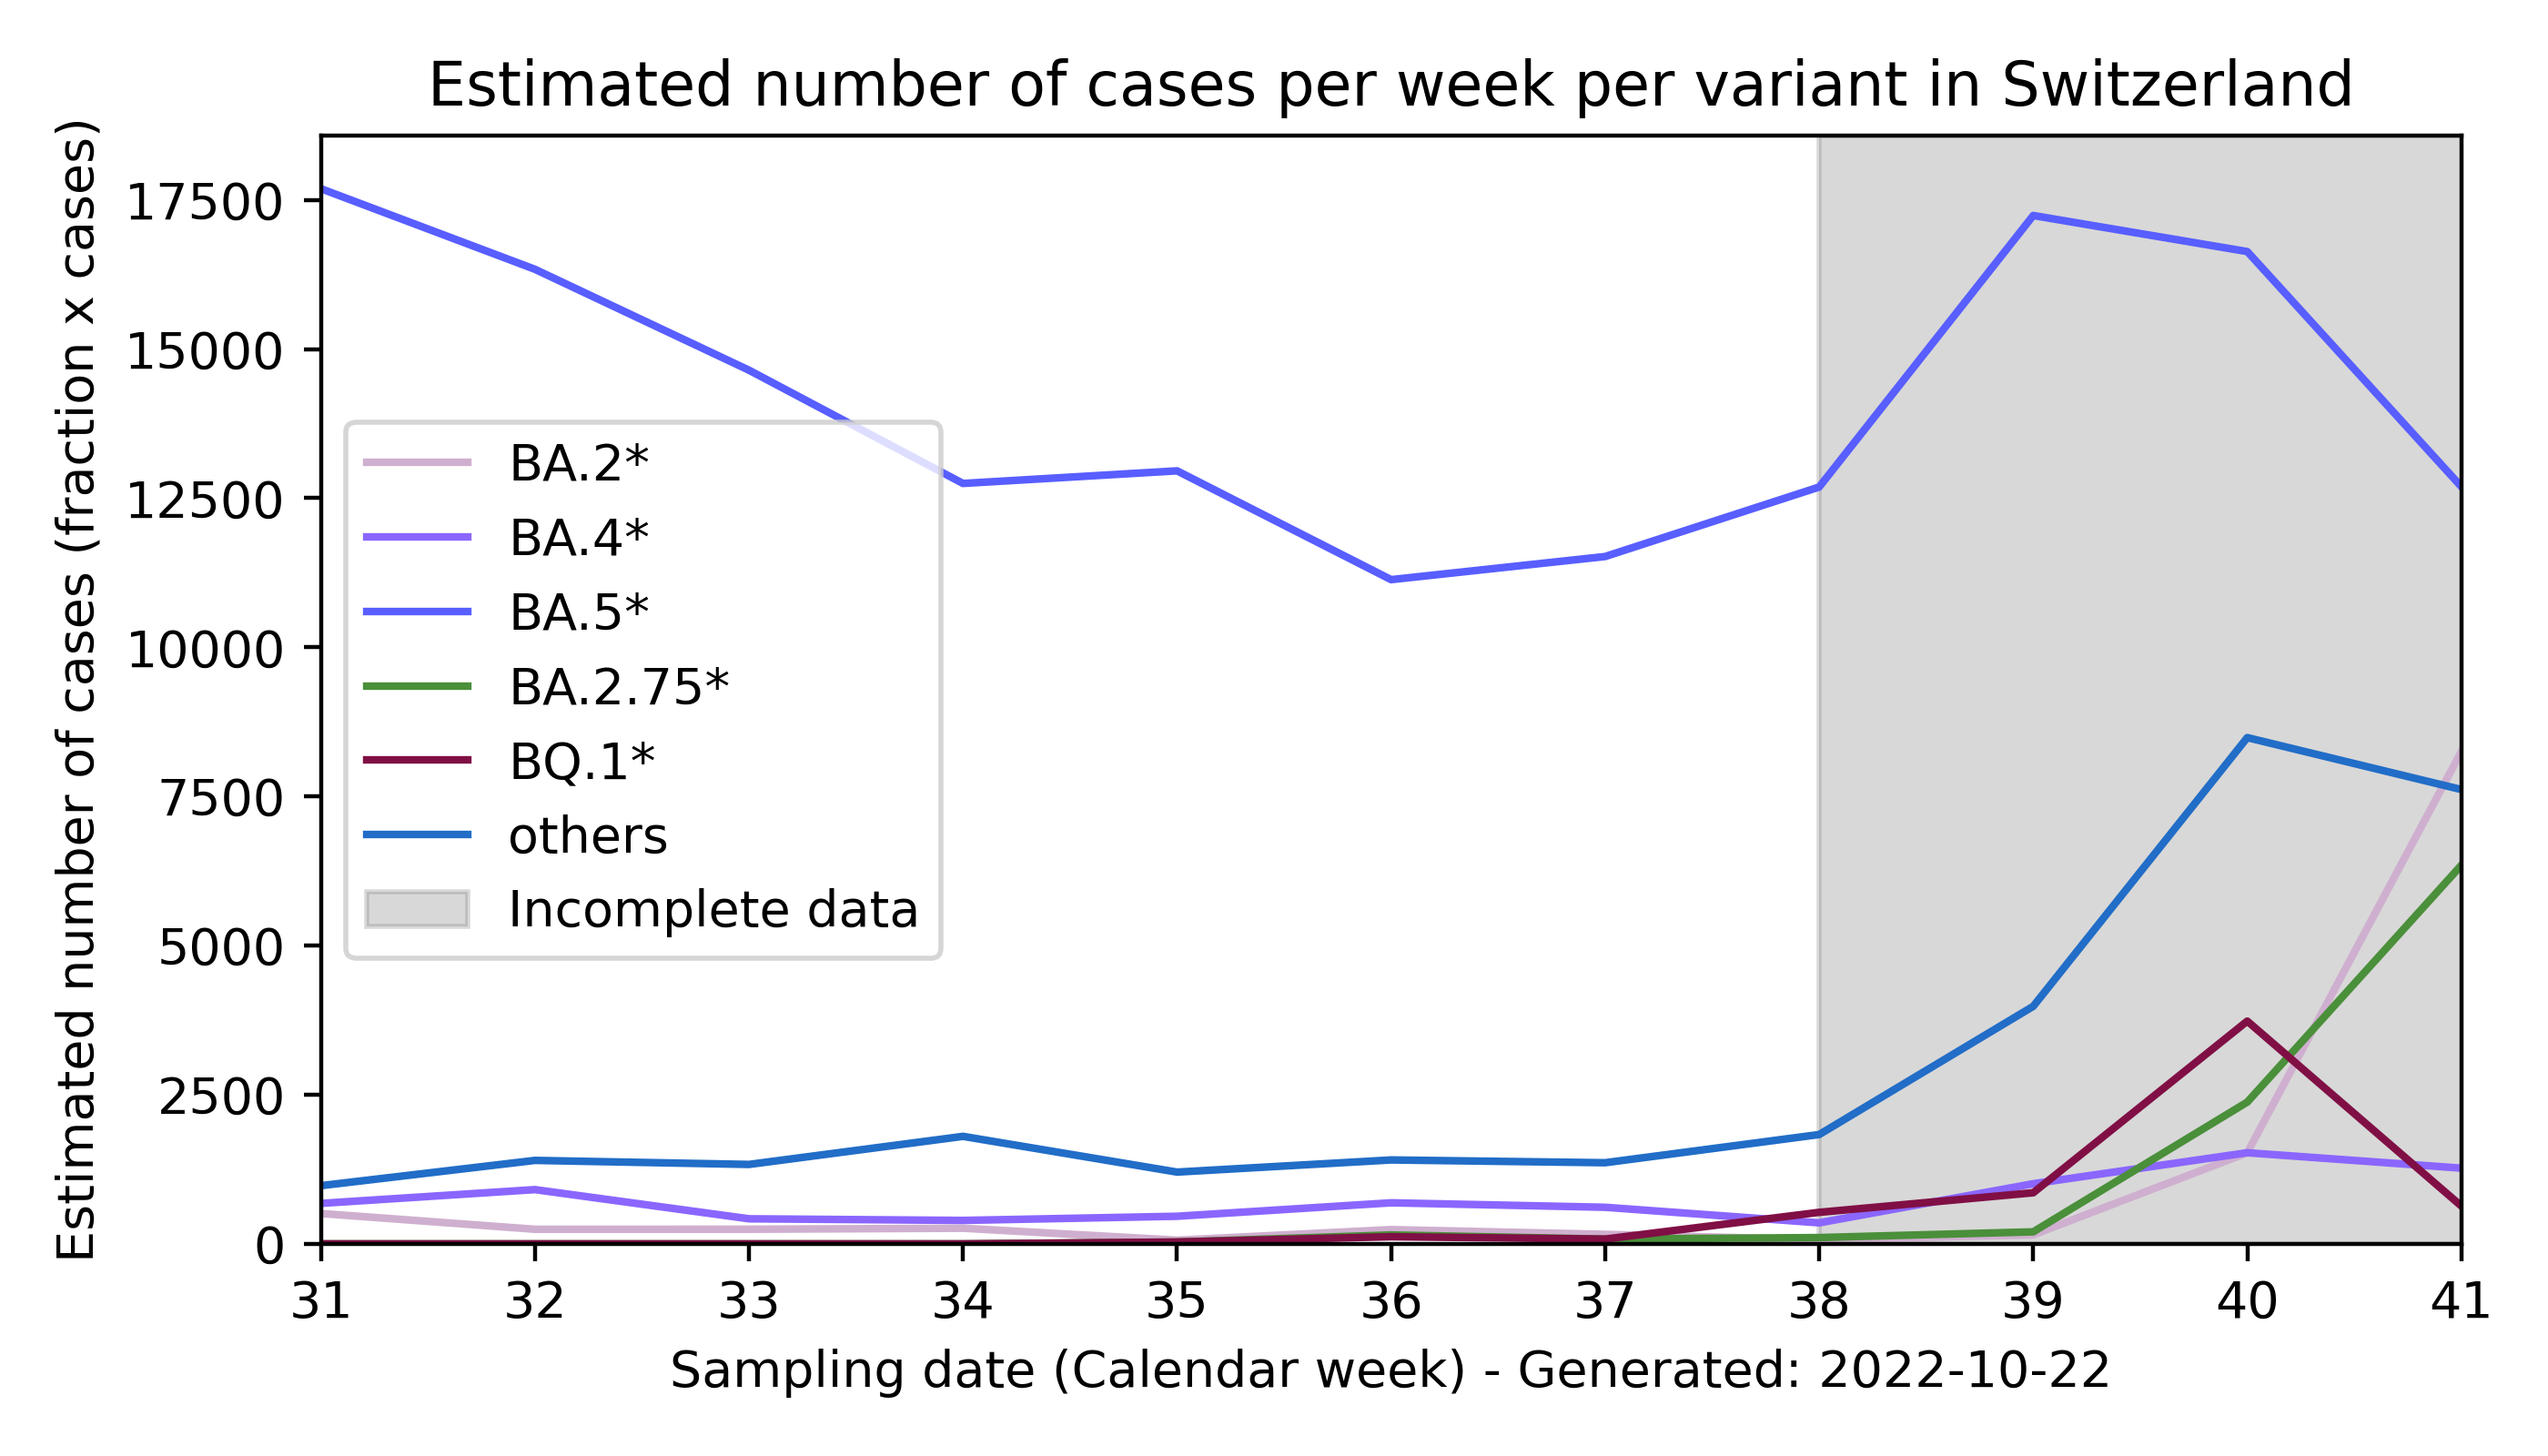 Estimated number of cases per week per variant in Switzerland
Estimated number of cases (fraction x cases)
17500
15000
12500
10000
7500
5000
2500
0
BA.2*
BA.4*
BA.5*
BA.2.75*
BQ.1*
others
Incomplete data
31 32 33 34 35 36 37 38 39 40 41
Sampling date (Calendar week) - Generated: 2022-10-22